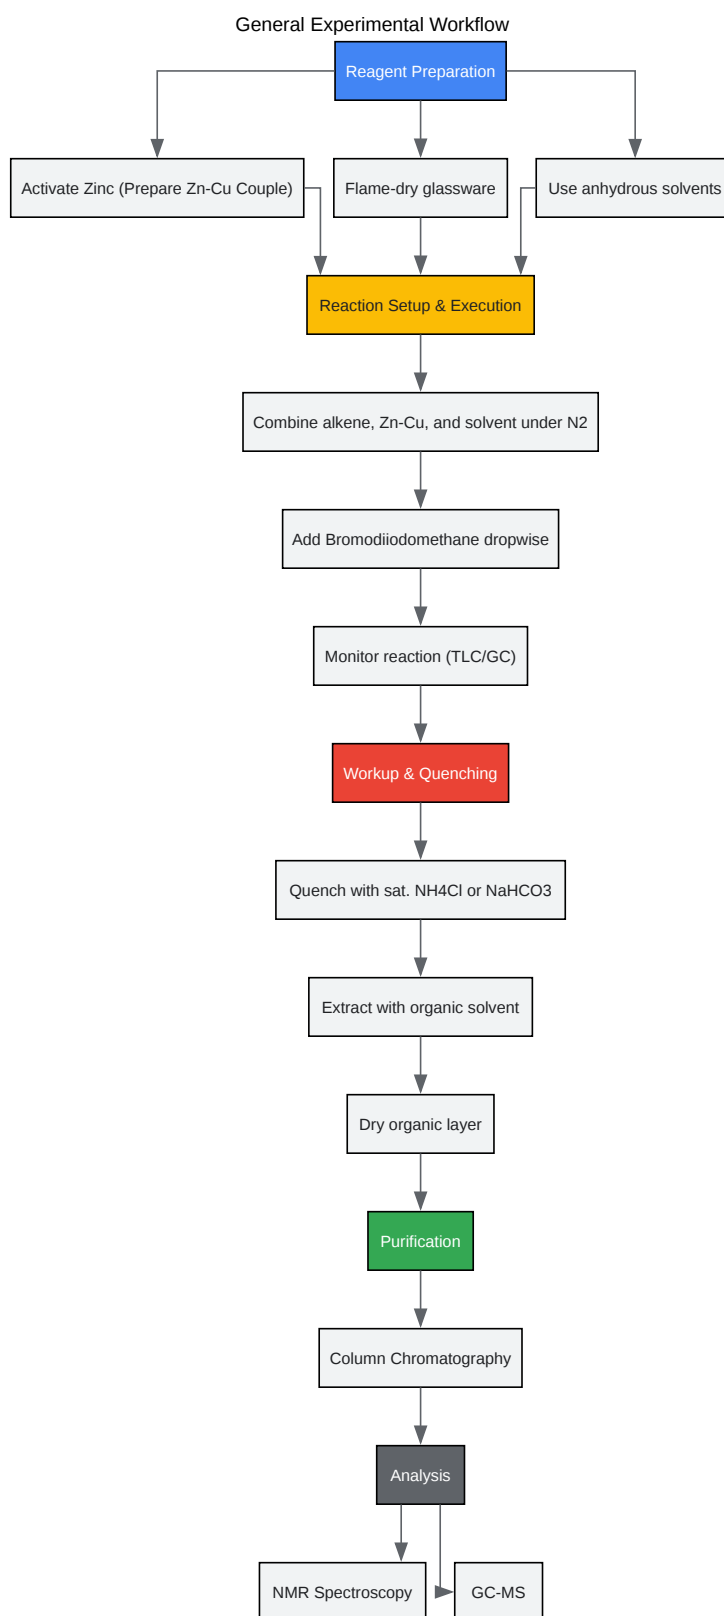 General Experimental Workflow
Reagent Preparation
Activate Zinc (Prepare Zn-Cu Couple)
Flame-dry glassware
Use anhydrous solvents
Reaction Setup & Execution
Combine alkene, Zn-Cu, and solvent under N2
Add Bromodiiodomethane dropwise
Monitor reaction (TLC/GC)
Workup & Quenching
Quench with sat. NH4Cl or NaHCO3
Extract with organic solvent
Dry organic layer
Purification
Column Chromatography
Analysis
NMR Spectroscopy
GC-MS